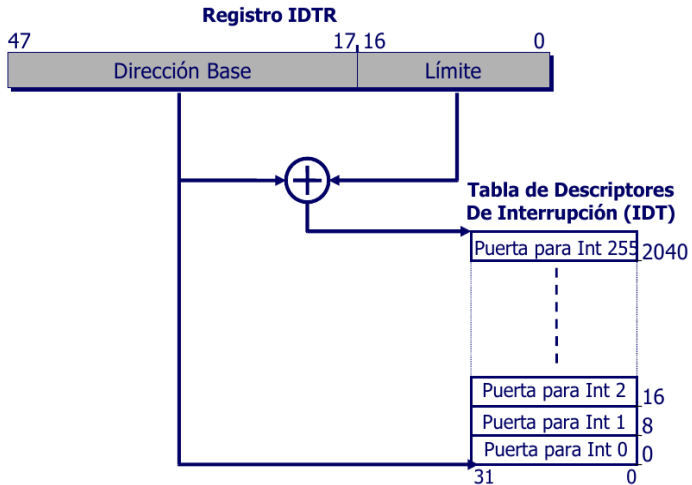 Registro IDTR
47 17 16 0
Dirección Base Límite
Tabla de Descriptores
De Interrupción (IDT)
Puerta para Int 255 2040
Puerta para Int 2 16
Puerta para Int 1 8
Puerta para Int 0 0
31 0